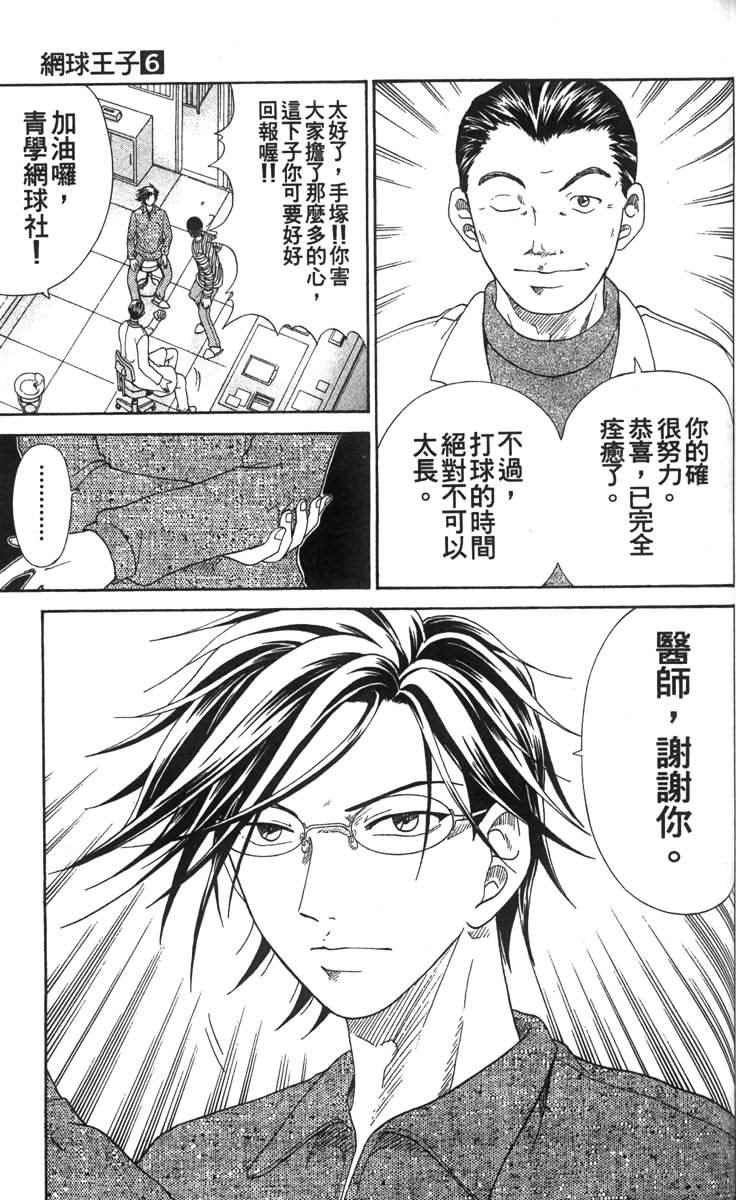 網球王子6
你的確
很努力。
恭喜,已完全
痊癒了。
不過,
打球的時間
絕對不可以
太長。
太好了,手塚!!你害
大家擔了那麼多的心,
這下子你可要好好
回報喔!!
加油囉,
青學網球社!
………
醫師,謝謝你。